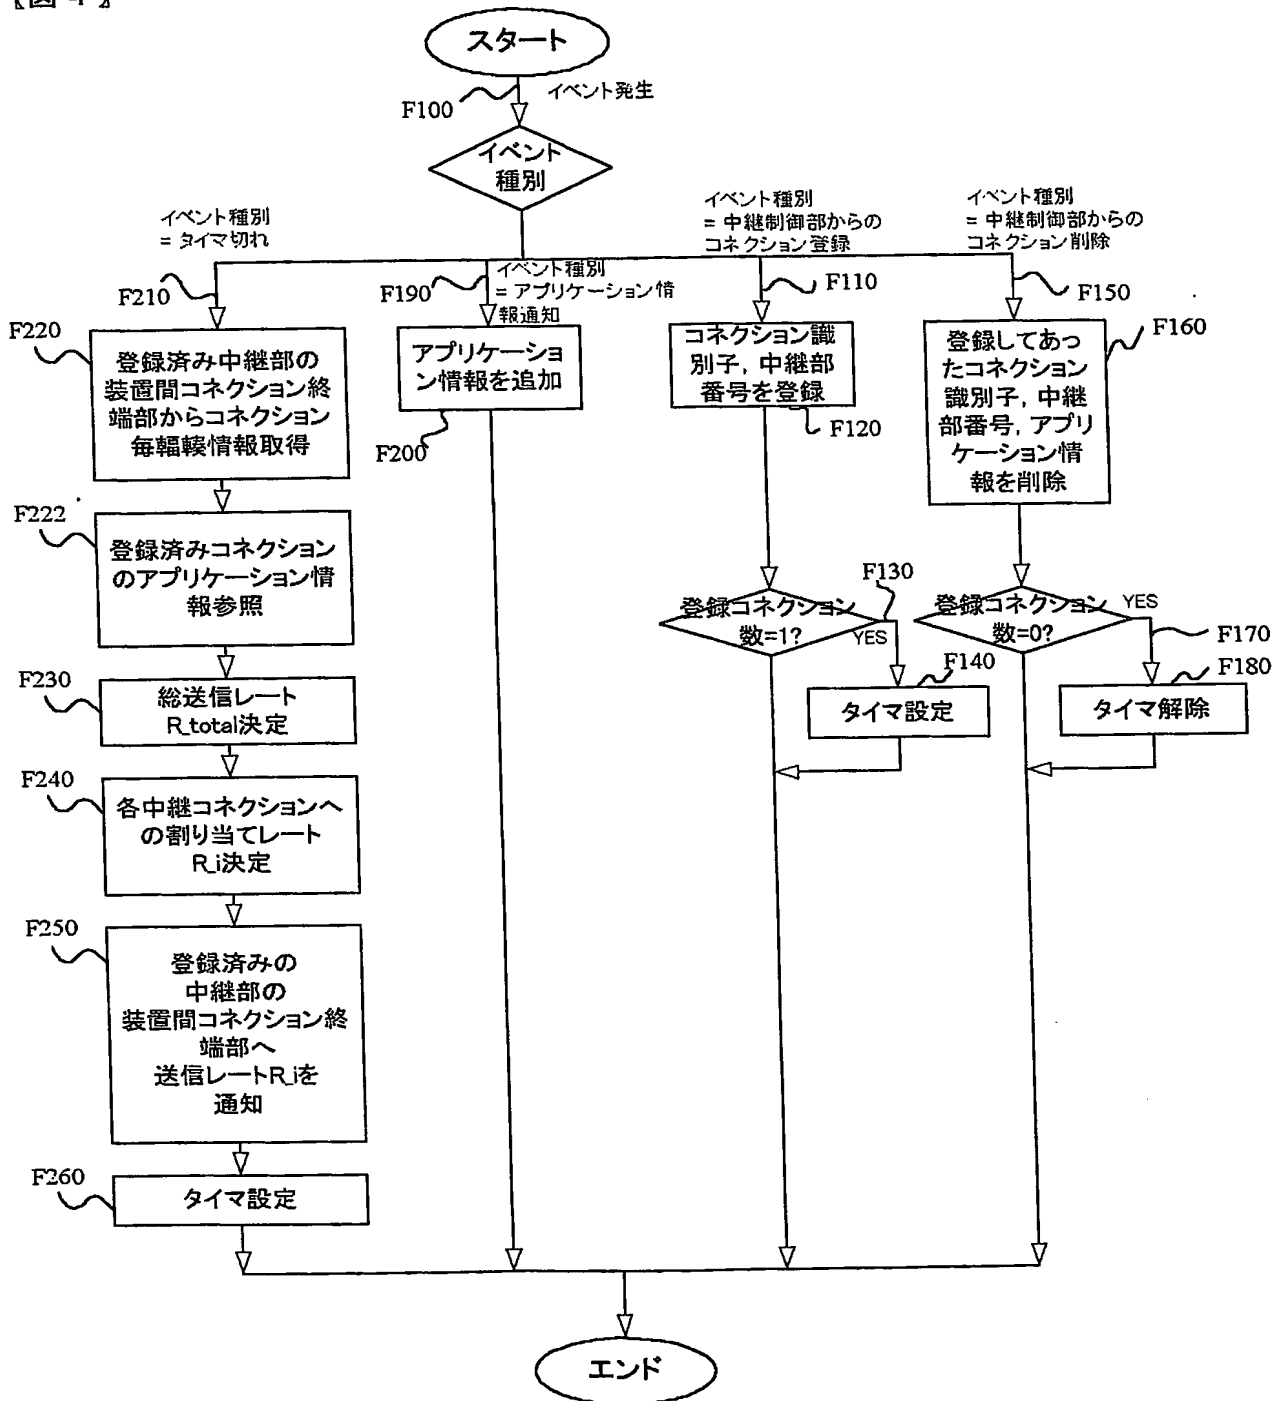 スタート
F100
イベント発生
イベント
種別
イベント種別
= タイマ切れ
F210
F220
登録済み中継部の
装置間コネクション終
端部からコネクション
毎輻輳情報取得
F222
登録済みコネクション
のアプリケーション情
報参照
F230
総送信レート
R_total決定
F240
各中継コネクションへ
の割り当てレート
R_i決定
F250
登録済みの
中継部の
装置間コネクション終
端部へ
送信レートR_iを
通知
F260
タイマ設定
F190
イベント種別
= アプリケーション情
報通知
アプリケーショ
ン情報を追加
F200
イベント種別
= 中継制御部からの
コネクション登録
F110
コネクション識
別子, 中継部
番号を登録
F120
登録コネクション
数=1?
F130
YES
F140
タイマ設定
イベント種別
= 中継制御部からの
コネクション削除
F150
F160
登録してあっ
たコネクション
識別子, 中継
部番号, アプリ
ケーション情
報を削除
登録コネクション
数=0?
YES
F170
F180
タイマ解除
エンド